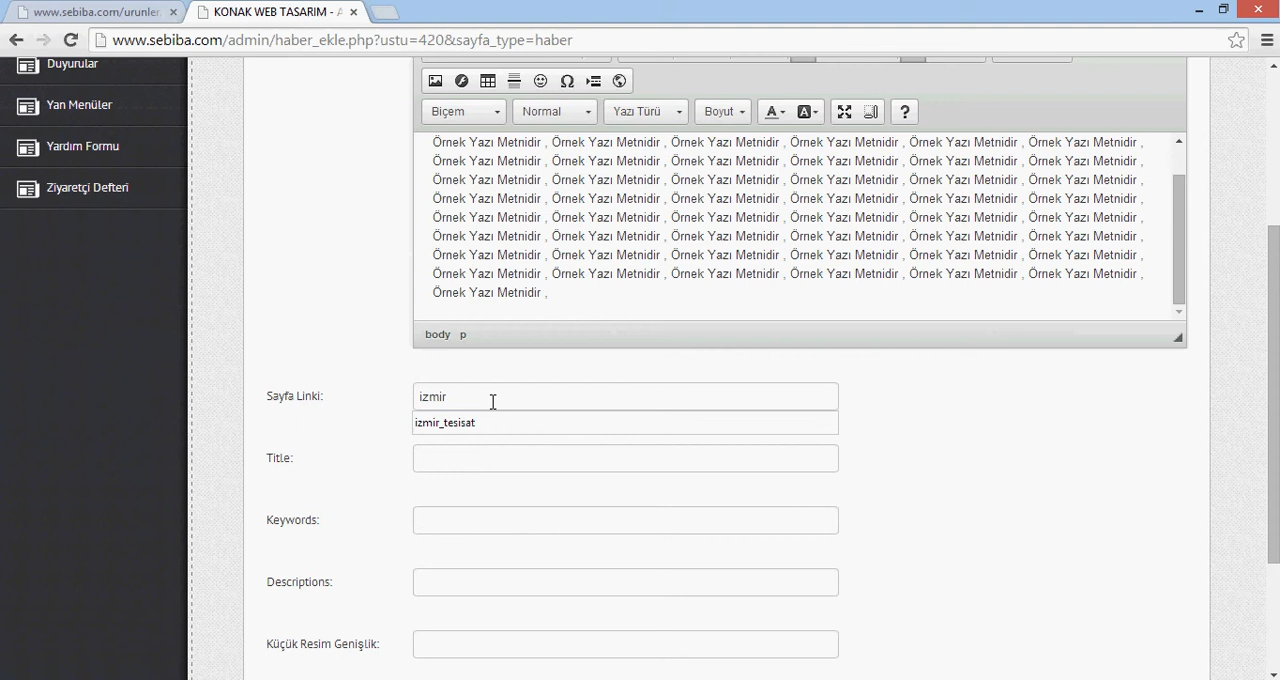 www.sebiba.com/urunler
KONAK WEB TASARIM - A
www.sebiba.com/admin/haber_ekle.php?ustu=420&sayfa_type=haber
Duyurular
Yan Menüler
Yardım Formu
Ziyaretçi Defteri
Biçem Normal Yazı Türü Boyut A A ?
Örnek Yazı Metnidir , Örnek Yazı Metnidir , Örnek Yazı Metnidir , Örnek Yazı Metnidir , Örnek Yazı Metnidir , Örnek Yazı Metnidir ,
Örnek Yazı Metnidir , Örnek Yazı Metnidir , Örnek Yazı Metnidir , Örnek Yazı Metnidir , Örnek Yazı Metnidir , Örnek Yazı Metnidir ,
Örnek Yazı Metnidir , Örnek Yazı Metnidir , Örnek Yazı Metnidir , Örnek Yazı Metnidir , Örnek Yazı Metnidir , Örnek Yazı Metnidir ,
Örnek Yazı Metnidir , Örnek Yazı Metnidir , Örnek Yazı Metnidir , Örnek Yazı Metnidir , Örnek Yazı Metnidir , Örnek Yazı Metnidir ,
Örnek Yazı Metnidir , Örnek Yazı Metnidir , Örnek Yazı Metnidir , Örnek Yazı Metnidir , Örnek Yazı Metnidir , Örnek Yazı Metnidir ,
Örnek Yazı Metnidir , Örnek Yazı Metnidir , Örnek Yazı Metnidir , Örnek Yazı Metnidir , Örnek Yazı Metnidir , Örnek Yazı Metnidir ,
Örnek Yazı Metnidir , Örnek Yazı Metnidir , Örnek Yazı Metnidir , Örnek Yazı Metnidir , Örnek Yazı Metnidir , Örnek Yazı Metnidir ,
Örnek Yazı Metnidir , Örnek Yazı Metnidir , Örnek Yazı Metnidir , Örnek Yazı Metnidir , Örnek Yazı Metnidir , Örnek Yazı Metnidir ,
Örnek Yazı Metnidir ,
body p
Sayfa Linki: izmir
izmir_tesisat
Title:
Keywords:
Descriptions:
Küçük Resim Genişlik: